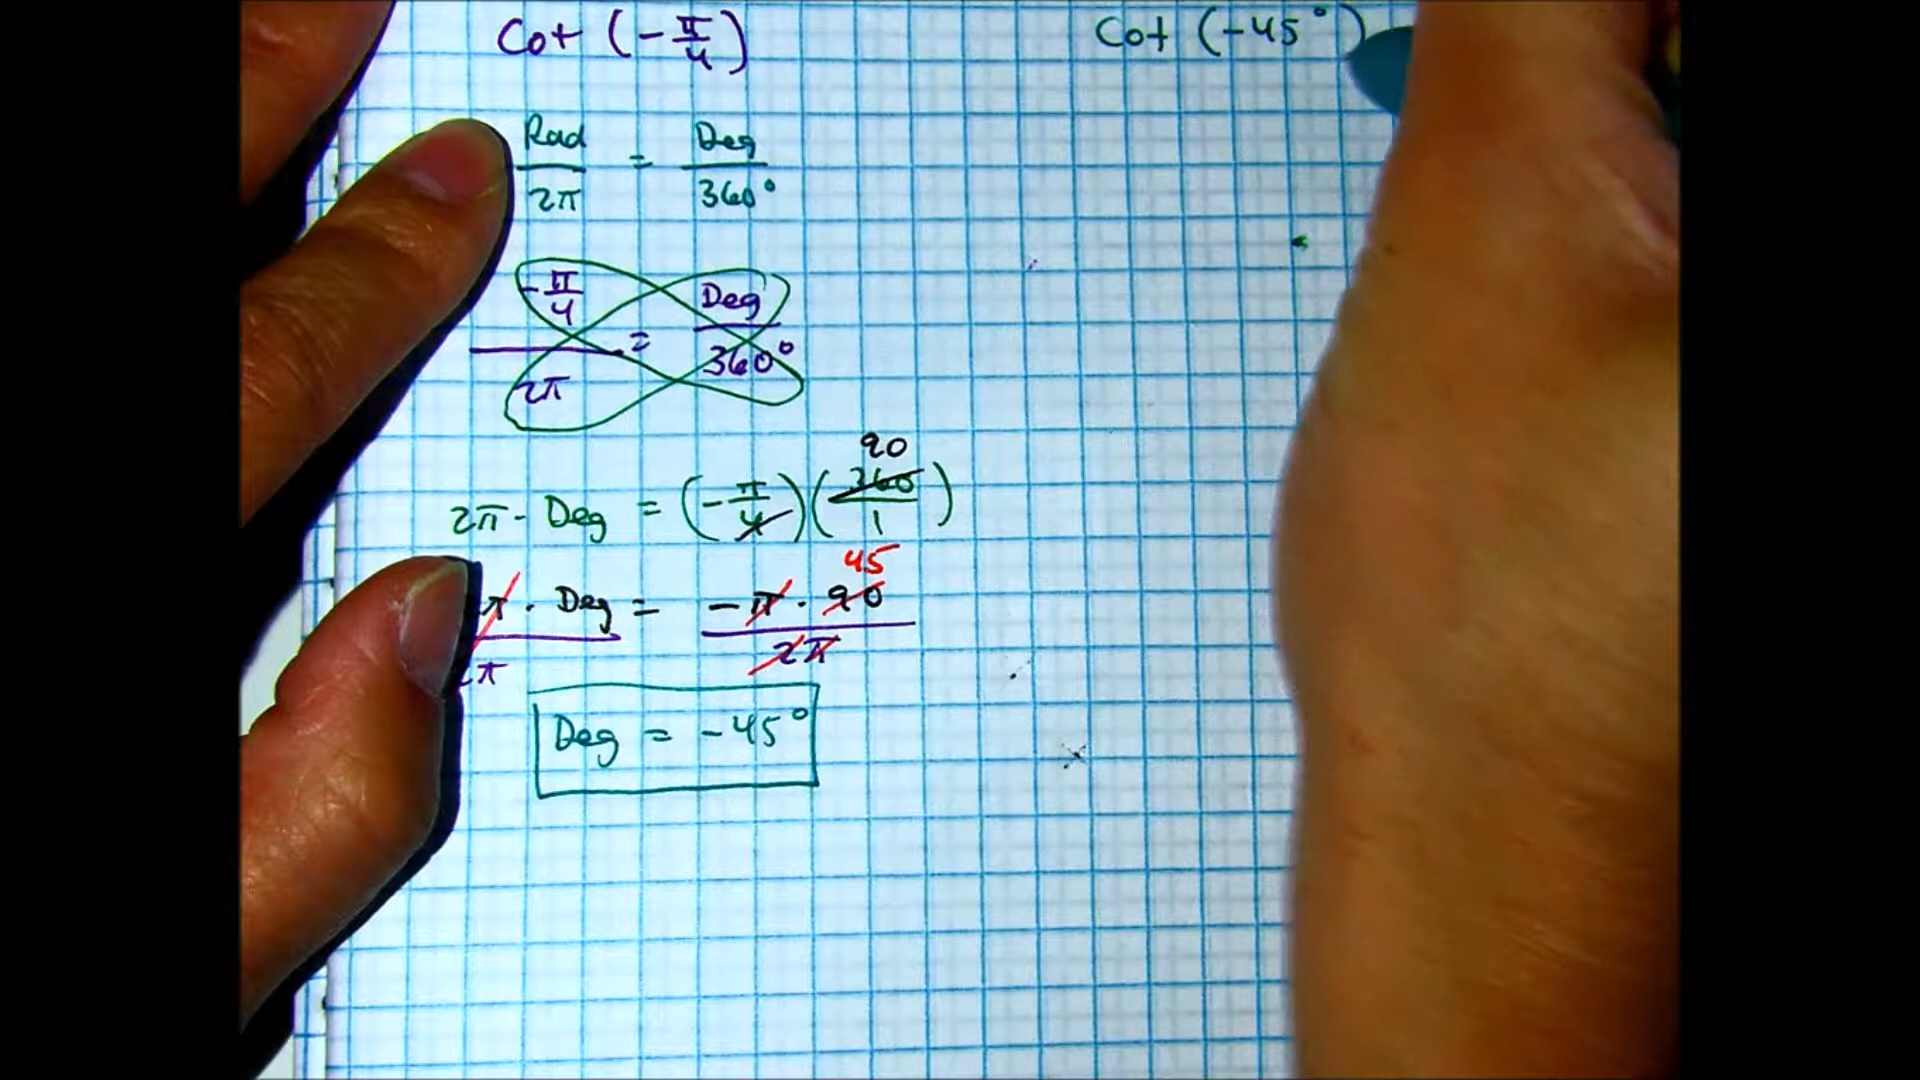 Cot (-π/4)
Cot (-45°)
Rad/2π = Deg/360°
-π/4 / 2π = Deg/360°
90
2π · Deg = (-π/4)(360/1)
45
π · Deg = -π · 90
2π 2π
Deg = -45°